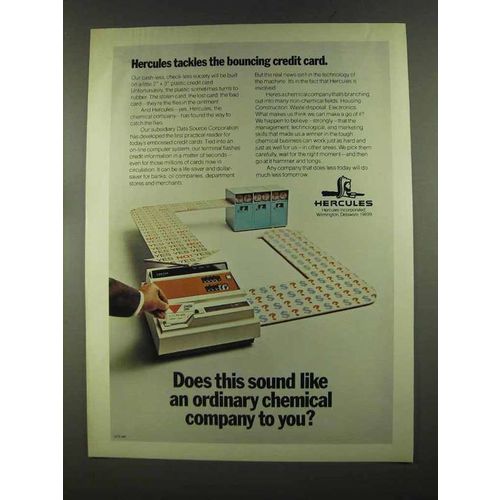 Hercules tackles the bouncing credit card.
Our cash-less, check-less society will be built
on a little 2" x 3" plastic credit card.
Unfortunately, the plastic sometimes turns to
rubber. The stolen card, the lost card, the bad
card—they're the flies in the ointment.
And Hercules—yes, Hercules, the
chemical company—has found the way to
catch the flies.
Our subsidiary Data Source Corporation
has developed the first practical reader for
today's embossed credit cards. Tied into an
on-line computer system, our terminal flashes
credit information in a matter of seconds—
even for those billions of cards now in
circulation. It can be a life saver and dollar-
saver for banks, oil companies, department
stores and merchants.
But the real news isn't in the technology of
the machine. It's in the fact that Hercules is
involved.
Here's a chemical company that's branching
out into many non-chemical fields. Housing.
Construction. Waste disposal. Electronics.
What makes us think we can make a go of it?
We happen to believe—strongly—that the
management, technological, and marketing
skills that made us a winner in the tough
chemical business can work just as hard and
just as well for us—in other areas. We pick them
carefully, wait for the right moment—and then
go at it hammer and tongs.
Any company that does less today will do
much less tomorrow.
HERCULES
Hercules Incorporated,
Wilmington, Delaware 19899
YES YES YES
NO!
Does this sound like
an ordinary chemical
company to you?